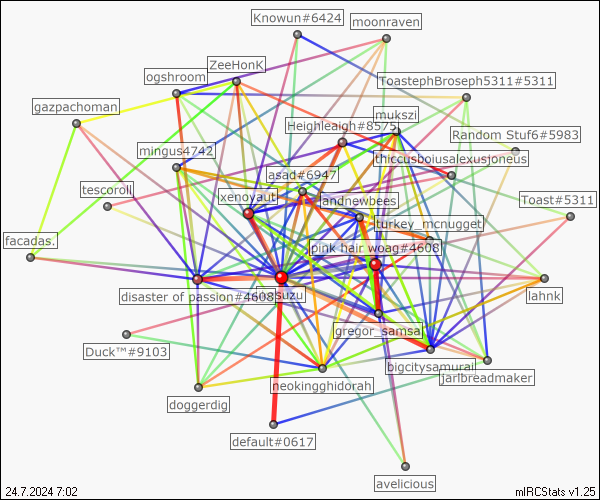 Knowun#6424
moonraven
ZeeHonK
ogshroom
ToastephBroseph5311#5311
gazpachoman
mukszi
Heighleaigh#8575
Random Stuf6#5983
mingus4742
thiccusboiusalexusjoneus
asad#6947
tescoroll
xenoyaut
andnewbees
Toast#5311
turkey_mcnugget
facadas.
pink hair woag#4608
disaster of passion#4608
suzu
lahnk
gregor_samsa
Duck™#9103
bigcitysamurai
jarlbreadmaker
neokingghidorah
doggerdig
default#0617
avelicious
24.7.2024 7:02
mIRCStats v1.25